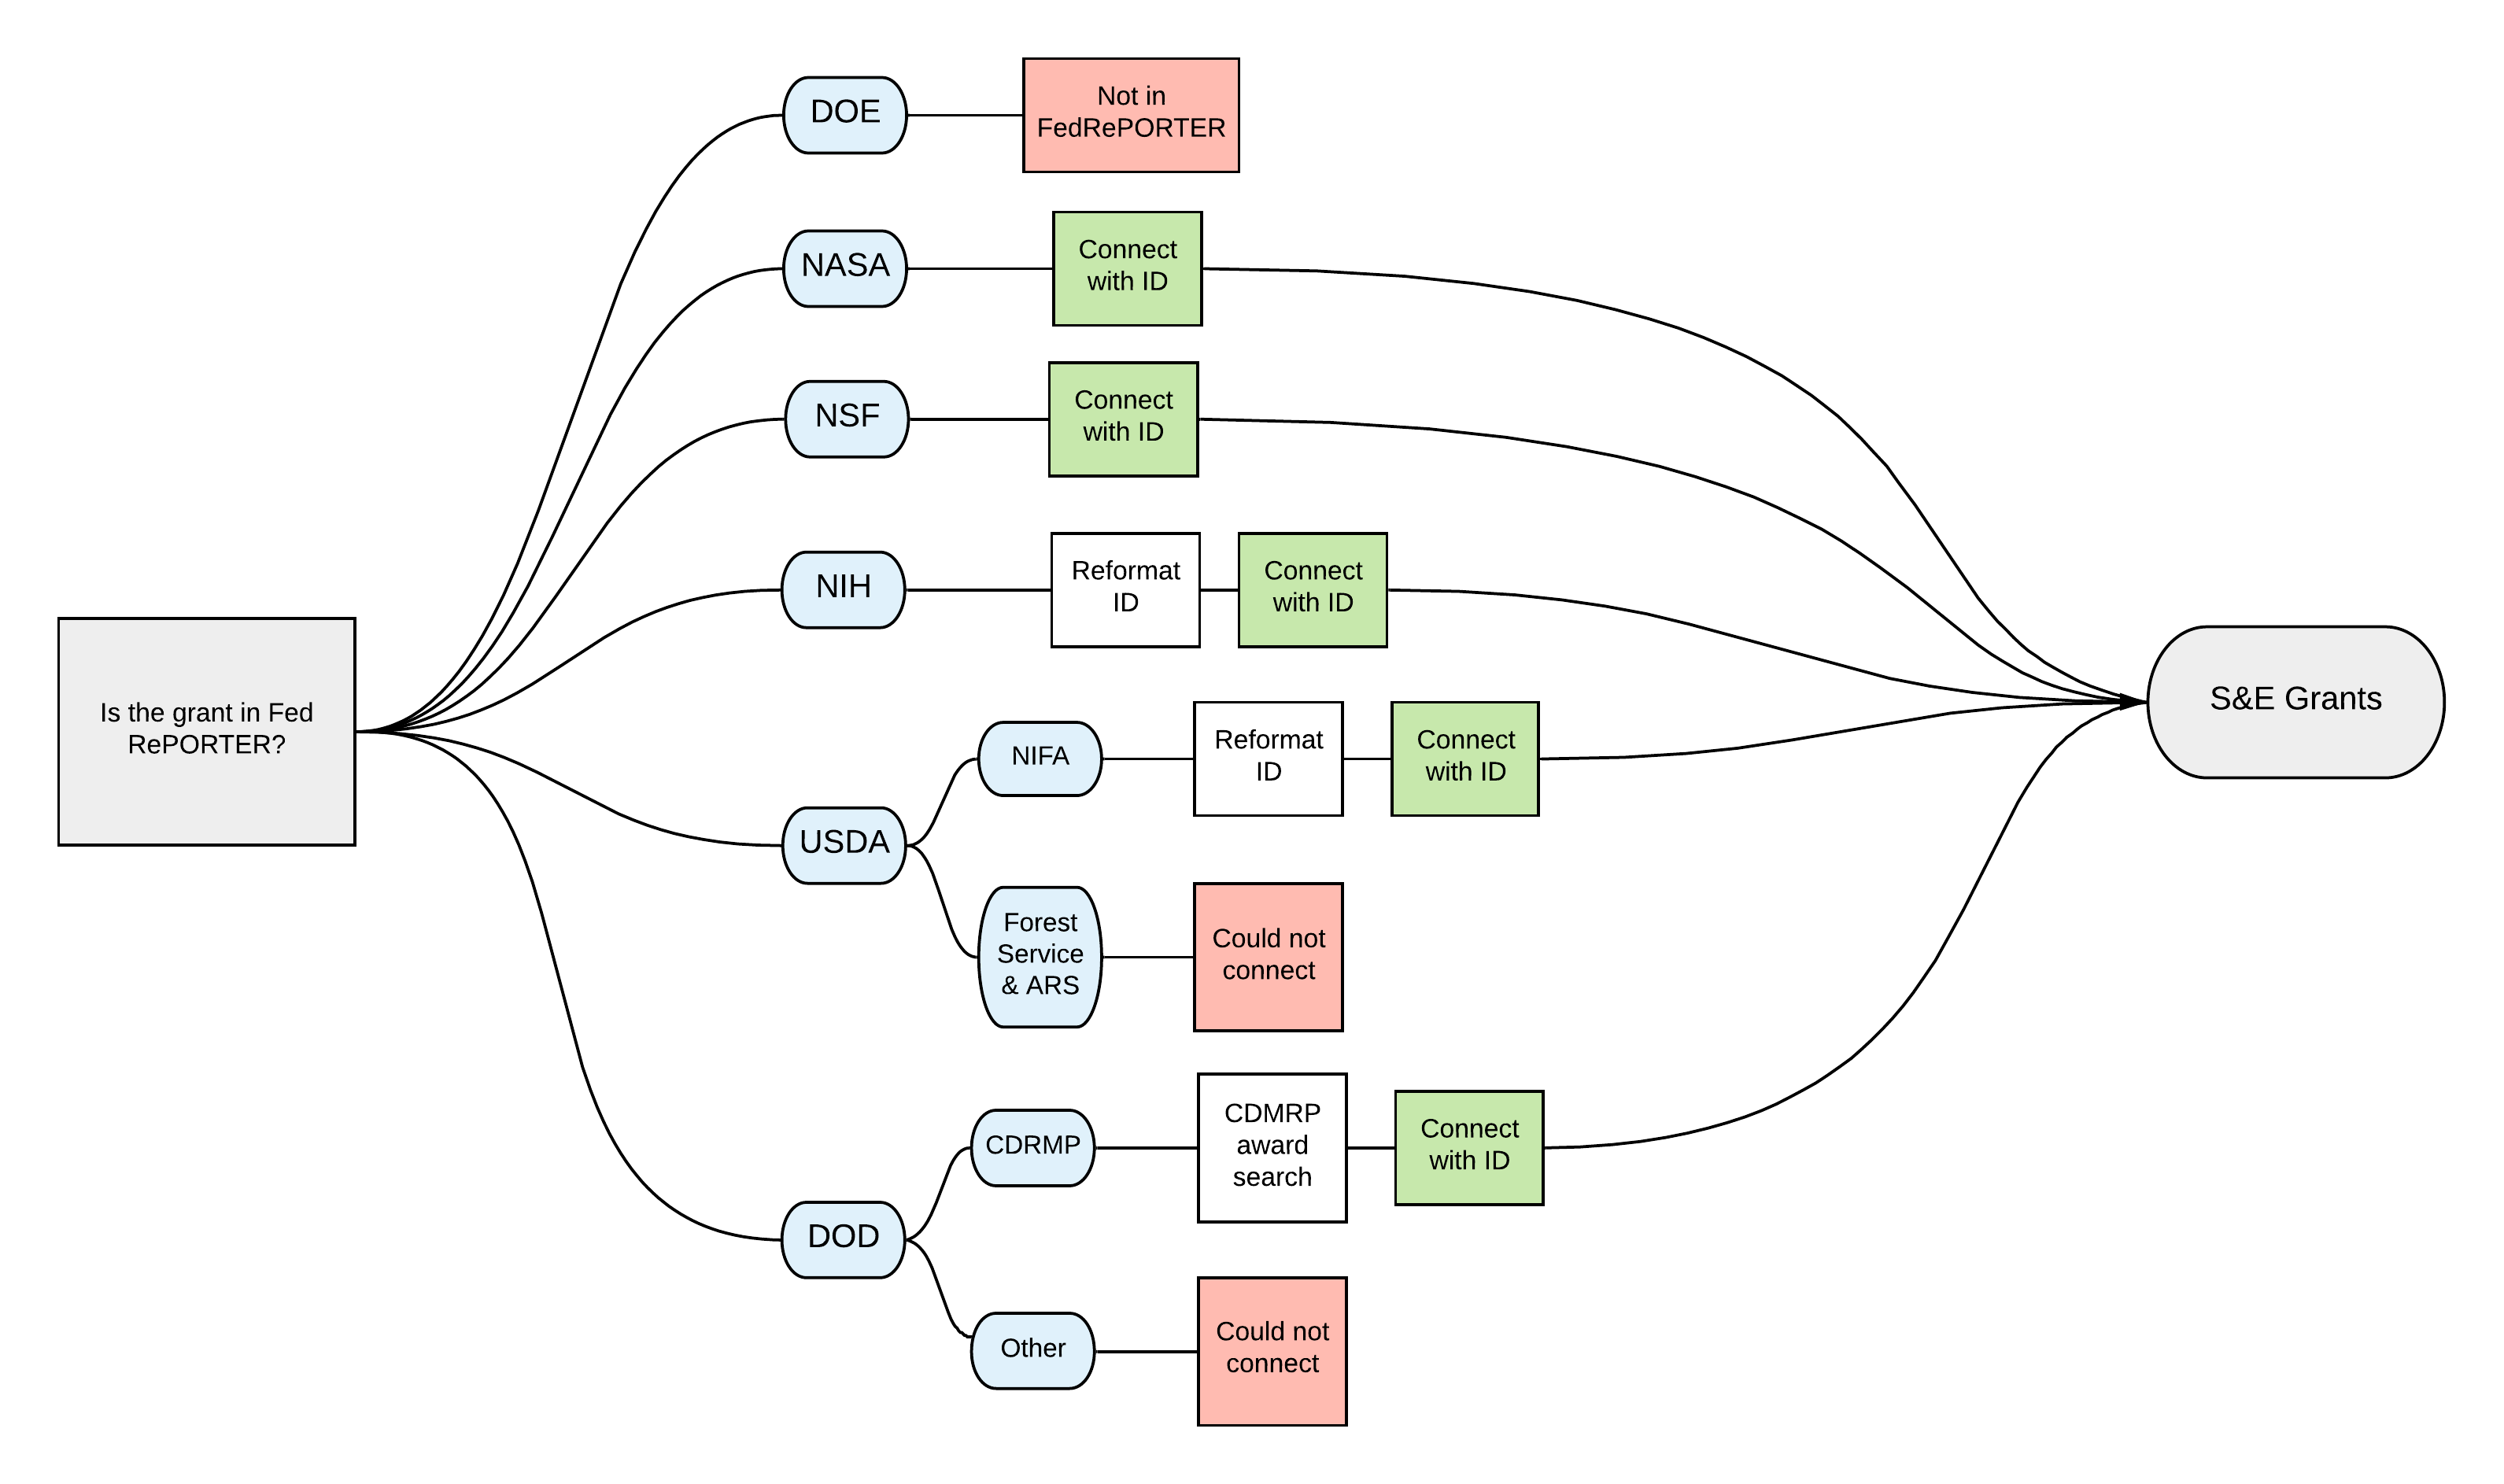 Is the grant in Fed
RePORTER?
DOE
Not in
FedRePORTER
NASA
Connect
with ID
NSF
Connect
with ID
NIH
Reformat
ID
Connect
with ID
USDA
NIFA
Reformat
ID
Connect
with ID
Forest
Service
& ARS
Could not
connect
DOD
CDRMP
CDMRP
award
search
Connect
with ID
Other
Could not
connect
S&E Grants